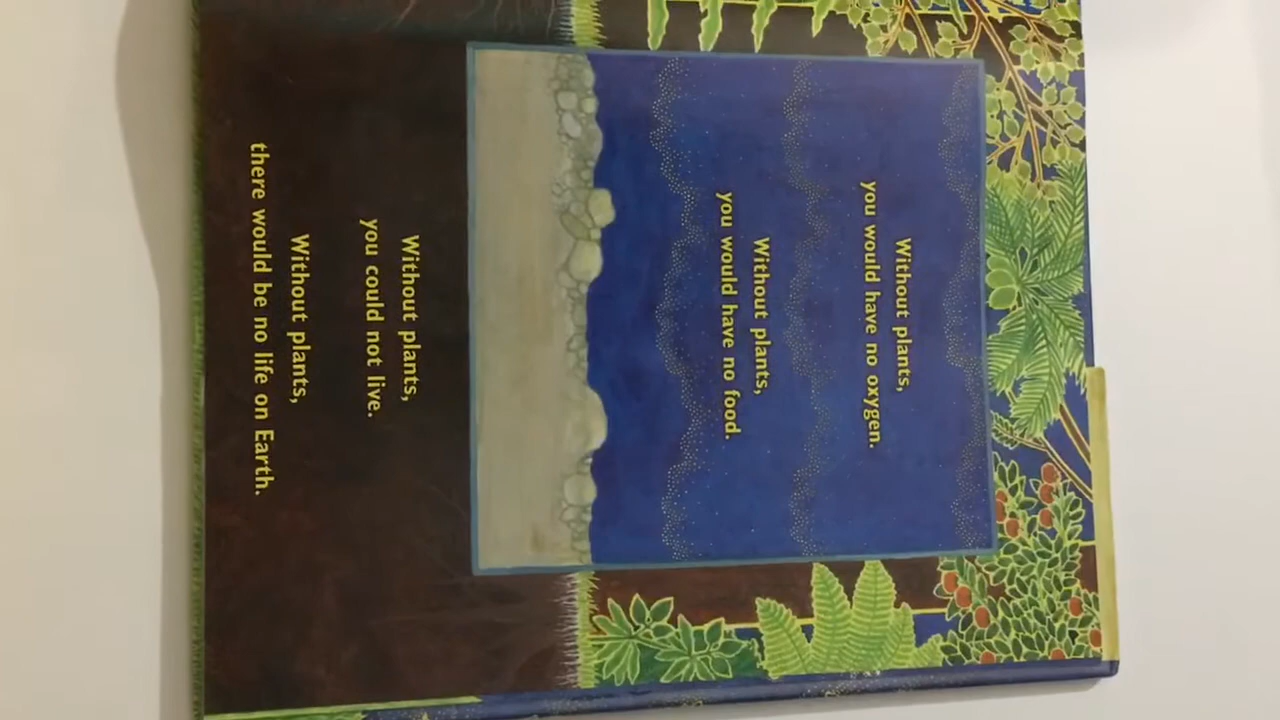 Without plants,
you would have no oxygen.
Without plants,
you would have no food.
Without plants,
you could not live.
Without plants,
there would be no life on Earth.